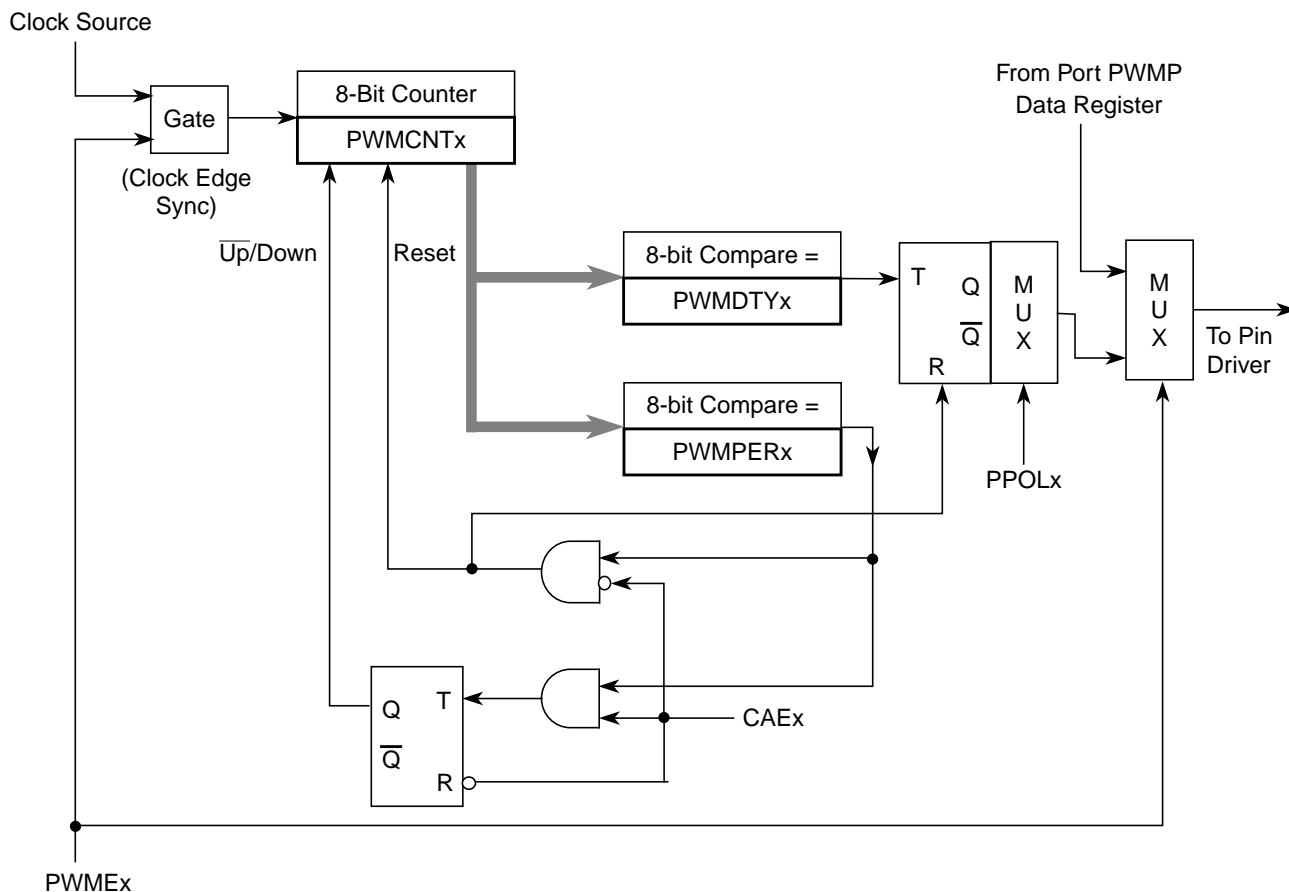 Clock Source
8-Bit Counter
PWMCNTx
Gate
(Clock Edge
Sync)
From Port PWMP
Data Register
U̅p̅/Down
Reset
8-bit Compare =
PWMDTYx
T
Q
Q̅
R
M
U
X
M
U
X
To Pin
Driver
8-bit Compare =
PWMPERx
PPOLx
Q
T
Q̅
R
CAEx
PWMEx